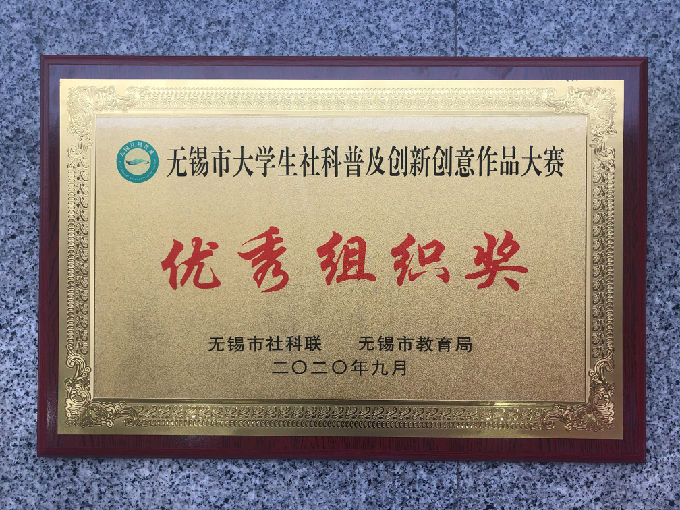 无锡市大学生社科普及创新创意作品大赛
优秀组织奖
无锡市社科联 无锡市教育局
二〇二〇年九月